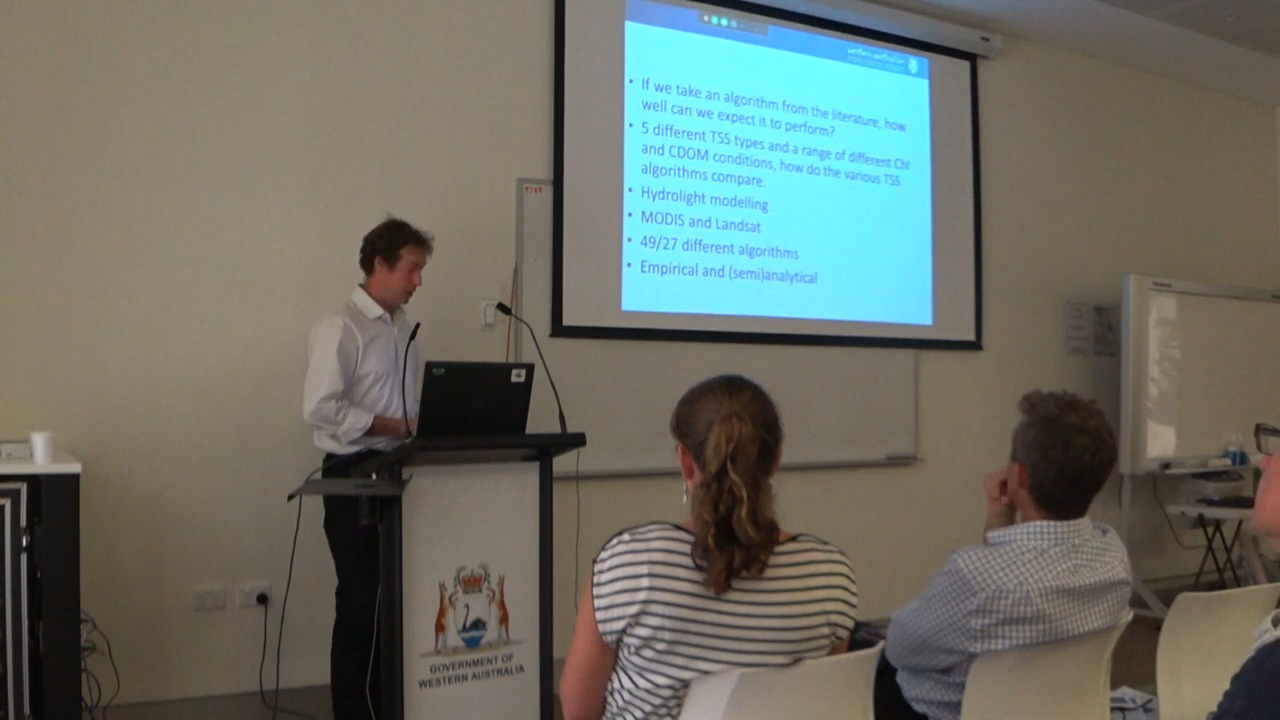 western australian
• If we take an algorithm from the literature, how
well can we expect it to perform?
• 5 different TSS types and a range of different Chl
and CDOM conditions, how do the various TSS
algorithms compare.
• Hydrolight modelling
• MODIS and Landsat
• 49/27 different algorithms
• Empirical and (semi)analytical
GOVERNMENT OF
WESTERN AUSTRALIA